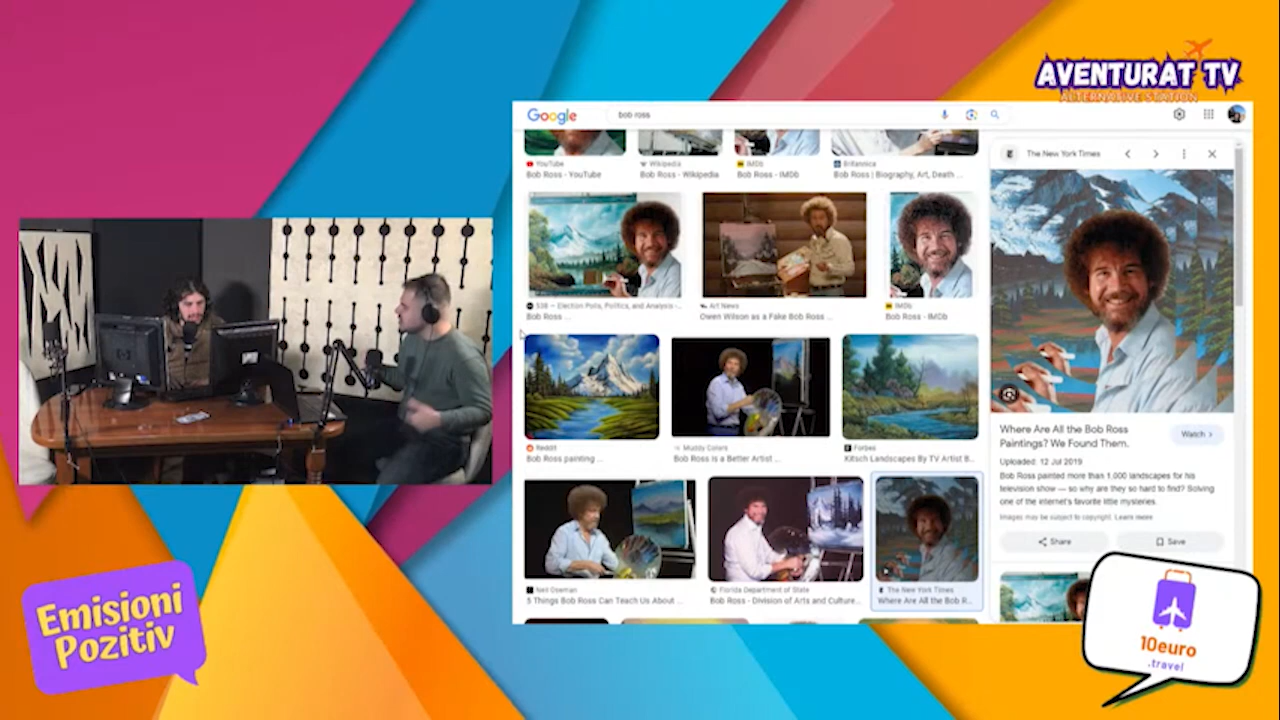 AVENTURAT TV
ALTERNATIVE STATION
Google
bob ross
YouTube
Bob Ross - YouTube
Wikipedia
Bob Ross - Wikipedia
IMDb
Bob Ross - IMDb
Britannica
Bob Ross | Biography, Art, Death ...
The New York Times
538 — Election Polls, Politics, and Analysis -...
Bob Ross ...
Art News
Owen Wilson as a Fake Bob Ross ...
IMDb
Bob Ross - IMDb
Reddit
Bob Ross painting ...
Muddy Colors
Bob Ross is a Better Artist ...
Forbes
Kitsch Landscapes By TV Artist B...
Where Are All the Bob Ross
Paintings? We Found Them.
Watch >
Uploaded: 12 Jul 2019
Bob Ross painted more than 1,000 landscapes for his
television show — so why are they so hard to find? Solving
one of the internet's favorite little mysteries.
Images may be subject to copyright. Learn more
Share
Save
Neil Oseman
5 Things Bob Ross Can Teach Us About ...
Florida Department of State
Bob Ross - Division of Arts and Culture...
The New York Times
Where Are All the Bob R...
hp
Emisioni
Pozitiv
10euro
.travel